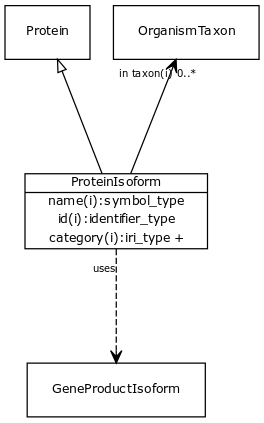 Protein
OrganismTaxon
in taxon(i) 0..*
ProteinIsoform
name(i):symbol_type
id(i):identifier_type
category(i):iri_type +
uses
GeneProductIsoform